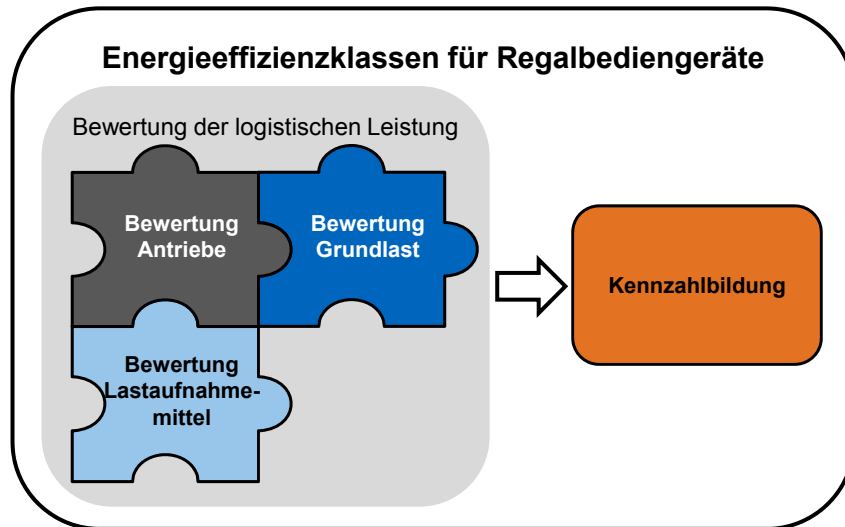 Energieeffizienzklassen für Regalbediengeräte
Bewertung der logistischen Leistung
Bewertung
Antriebe
Bewertung
Grundlast
Bewertung
Lastaufnahme-
mittel
Kennzahlbildung